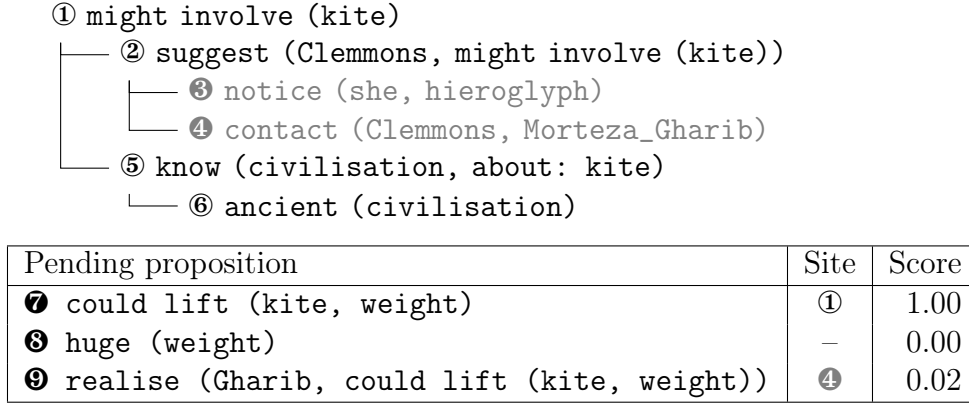 ① might involve (kite)
② suggest (Clemmons, might involve (kite))
❸ notice (she, hieroglyph)
❹ contact (Clemmons, Morteza_Gharib)
⑤ know (civilisation, about: kite)
⑥ ancient (civilisation)
Pending proposition Site Score
❼ could lift (kite, weight) ① 1.00
❽ huge (weight) – 0.00
❾ realise (Gharib, could lift (kite, weight)) ❹ 0.02